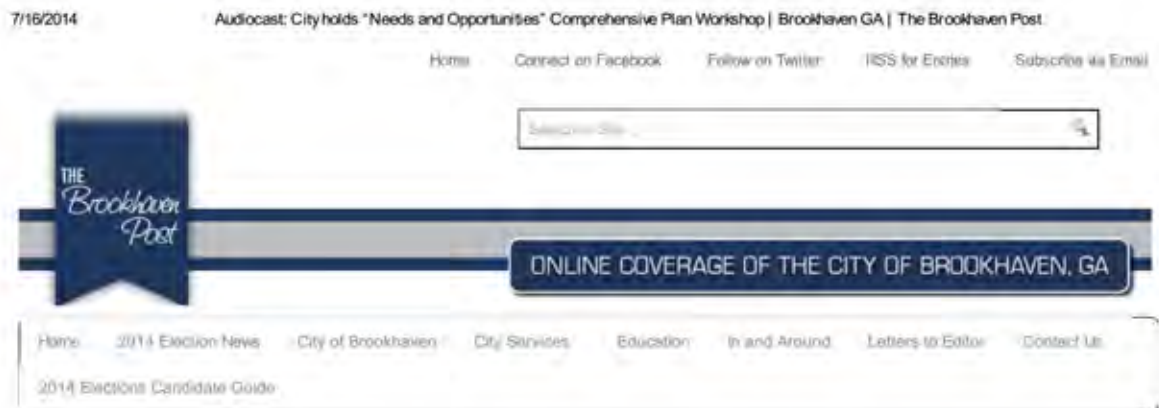 7/16/2014 Audiocast: City holds "Needs and Opportunities" Comprehensive Plan Workshop | Brookhaven GA | The Brookhaven Post
Home Connect on Facebook Follow on Twitter RSS for Entries Subscribe via Email
THE
Brookhaven
Post
ONLINE COVERAGE OF THE CITY OF BROOKHAVEN, GA
Home 2014 Election News City of Brookhaven City Services Education In and Around Letters to Editor Contact Us
2014 Elections Candidate Guide